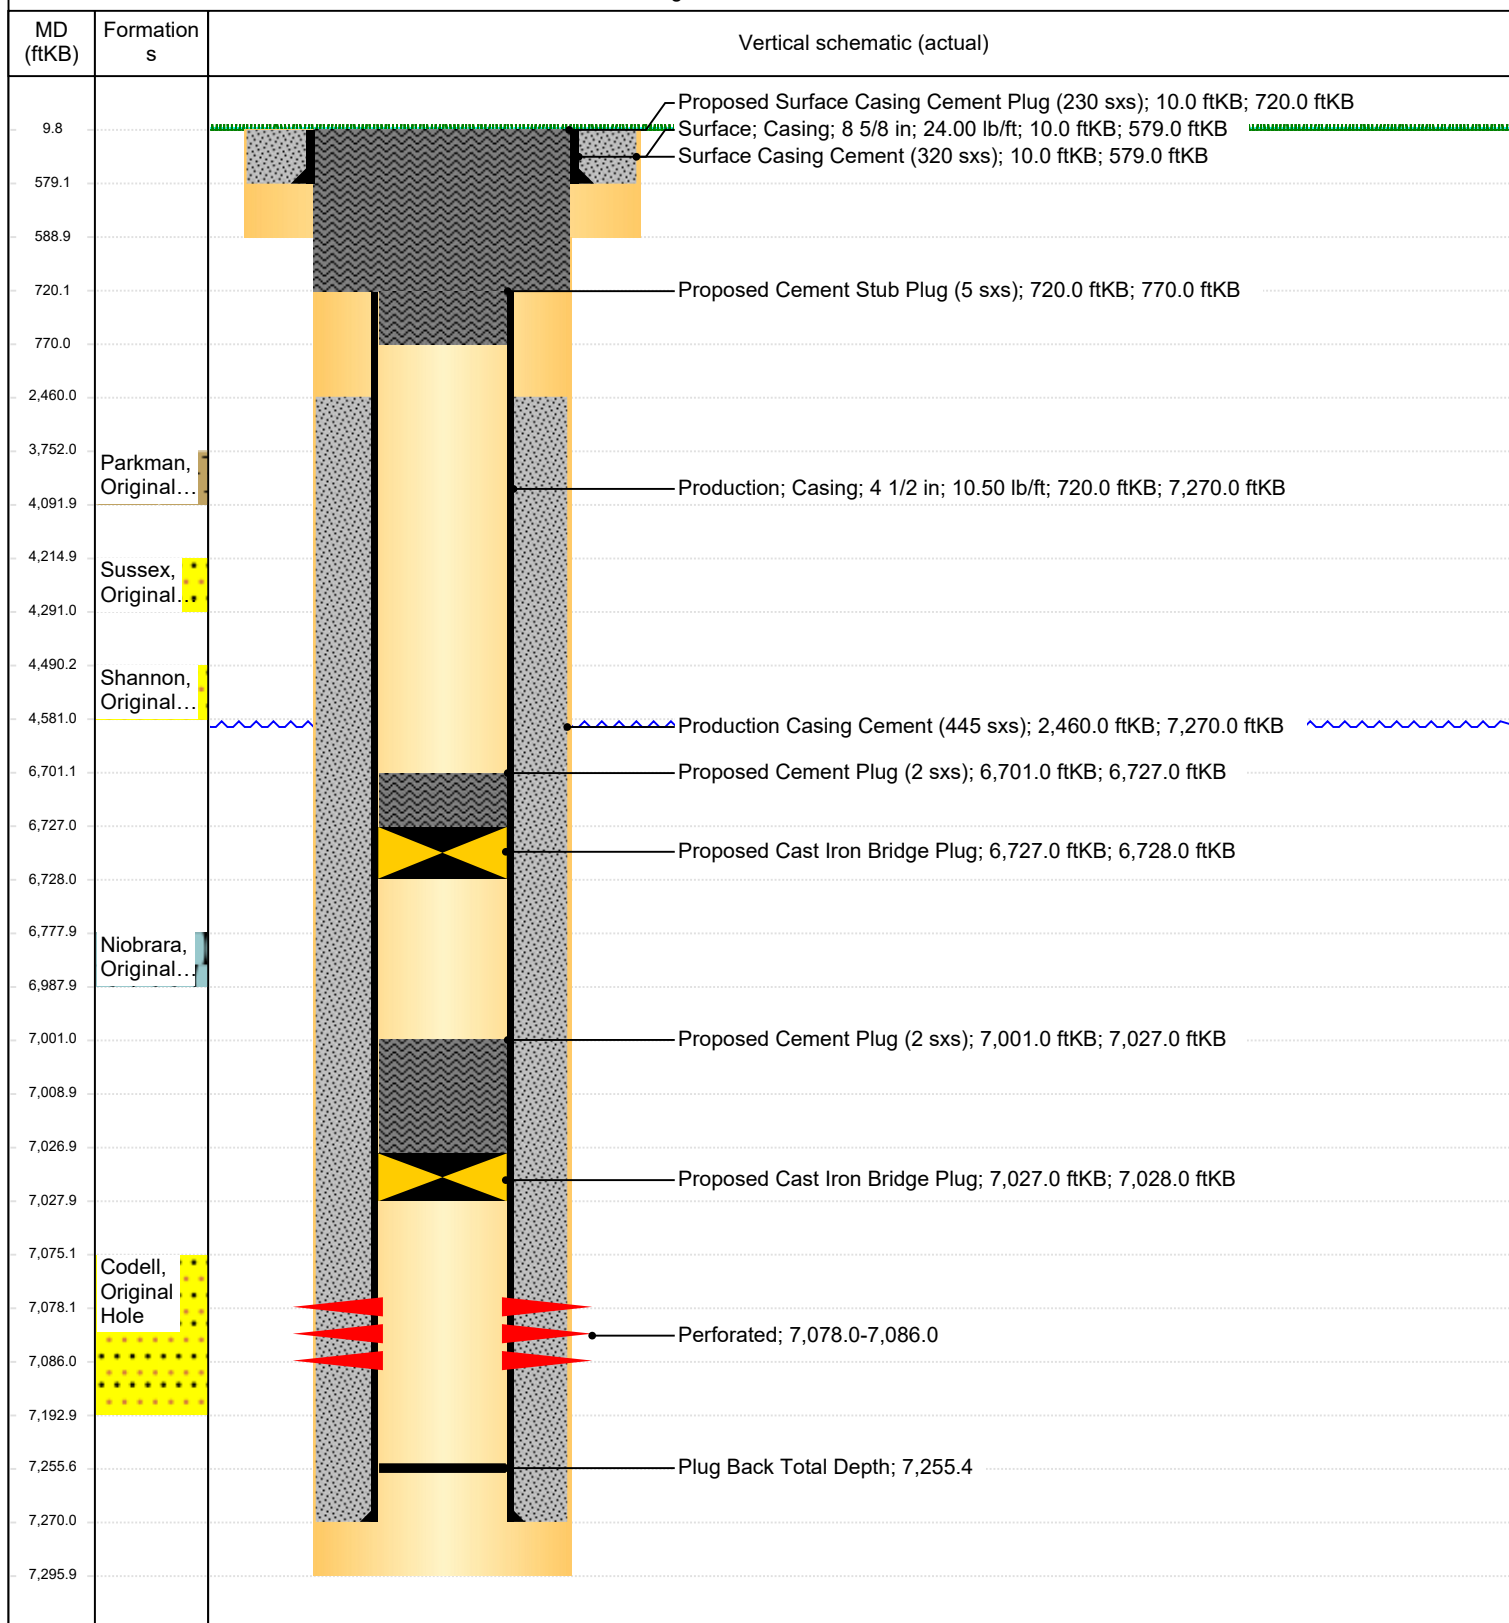 MD
(ftKB)
Formation
s
Vertical schematic (actual)
Proposed Surface Casing Cement Plug (230 sxs); 10.0 ftKB; 720.0 ftKB
9.8
Surface; Casing; 8 5/8 in; 24.00 lb/ft; 10.0 ftKB; 579.0 ftKB
Surface Casing Cement (320 sxs); 10.0 ftKB; 579.0 ftKB
579.1
588.9
720.1
Proposed Cement Stub Plug (5 sxs); 720.0 ftKB; 770.0 ftKB
770.0
2,460.0
3,752.0
Parkman,
Original...
Production; Casing; 4 1/2 in; 10.50 lb/ft; 720.0 ftKB; 7,270.0 ftKB
4,091.9
4,214.9
Sussex,
Original...
4,291.0
4,490.2
Shannon,
Original...
4,581.0
Production Casing Cement (445 sxs); 2,460.0 ftKB; 7,270.0 ftKB
6,701.1
Proposed Cement Plug (2 sxs); 6,701.0 ftKB; 6,727.0 ftKB
6,727.0
Proposed Cast Iron Bridge Plug; 6,727.0 ftKB; 6,728.0 ftKB
6,728.0
6,777.9
Niobrara,
Original...
6,987.9
7,001.0
Proposed Cement Plug (2 sxs); 7,001.0 ftKB; 7,027.0 ftKB
7,008.9
7,026.9
Proposed Cast Iron Bridge Plug; 7,027.0 ftKB; 7,028.0 ftKB
7,027.9
7,075.1
Codell,
Original
Hole
7,078.1
Perforated; 7,078.0-7,086.0
7,086.0
7,192.9
7,255.6
Plug Back Total Depth; 7,255.4
7,270.0
7,295.9